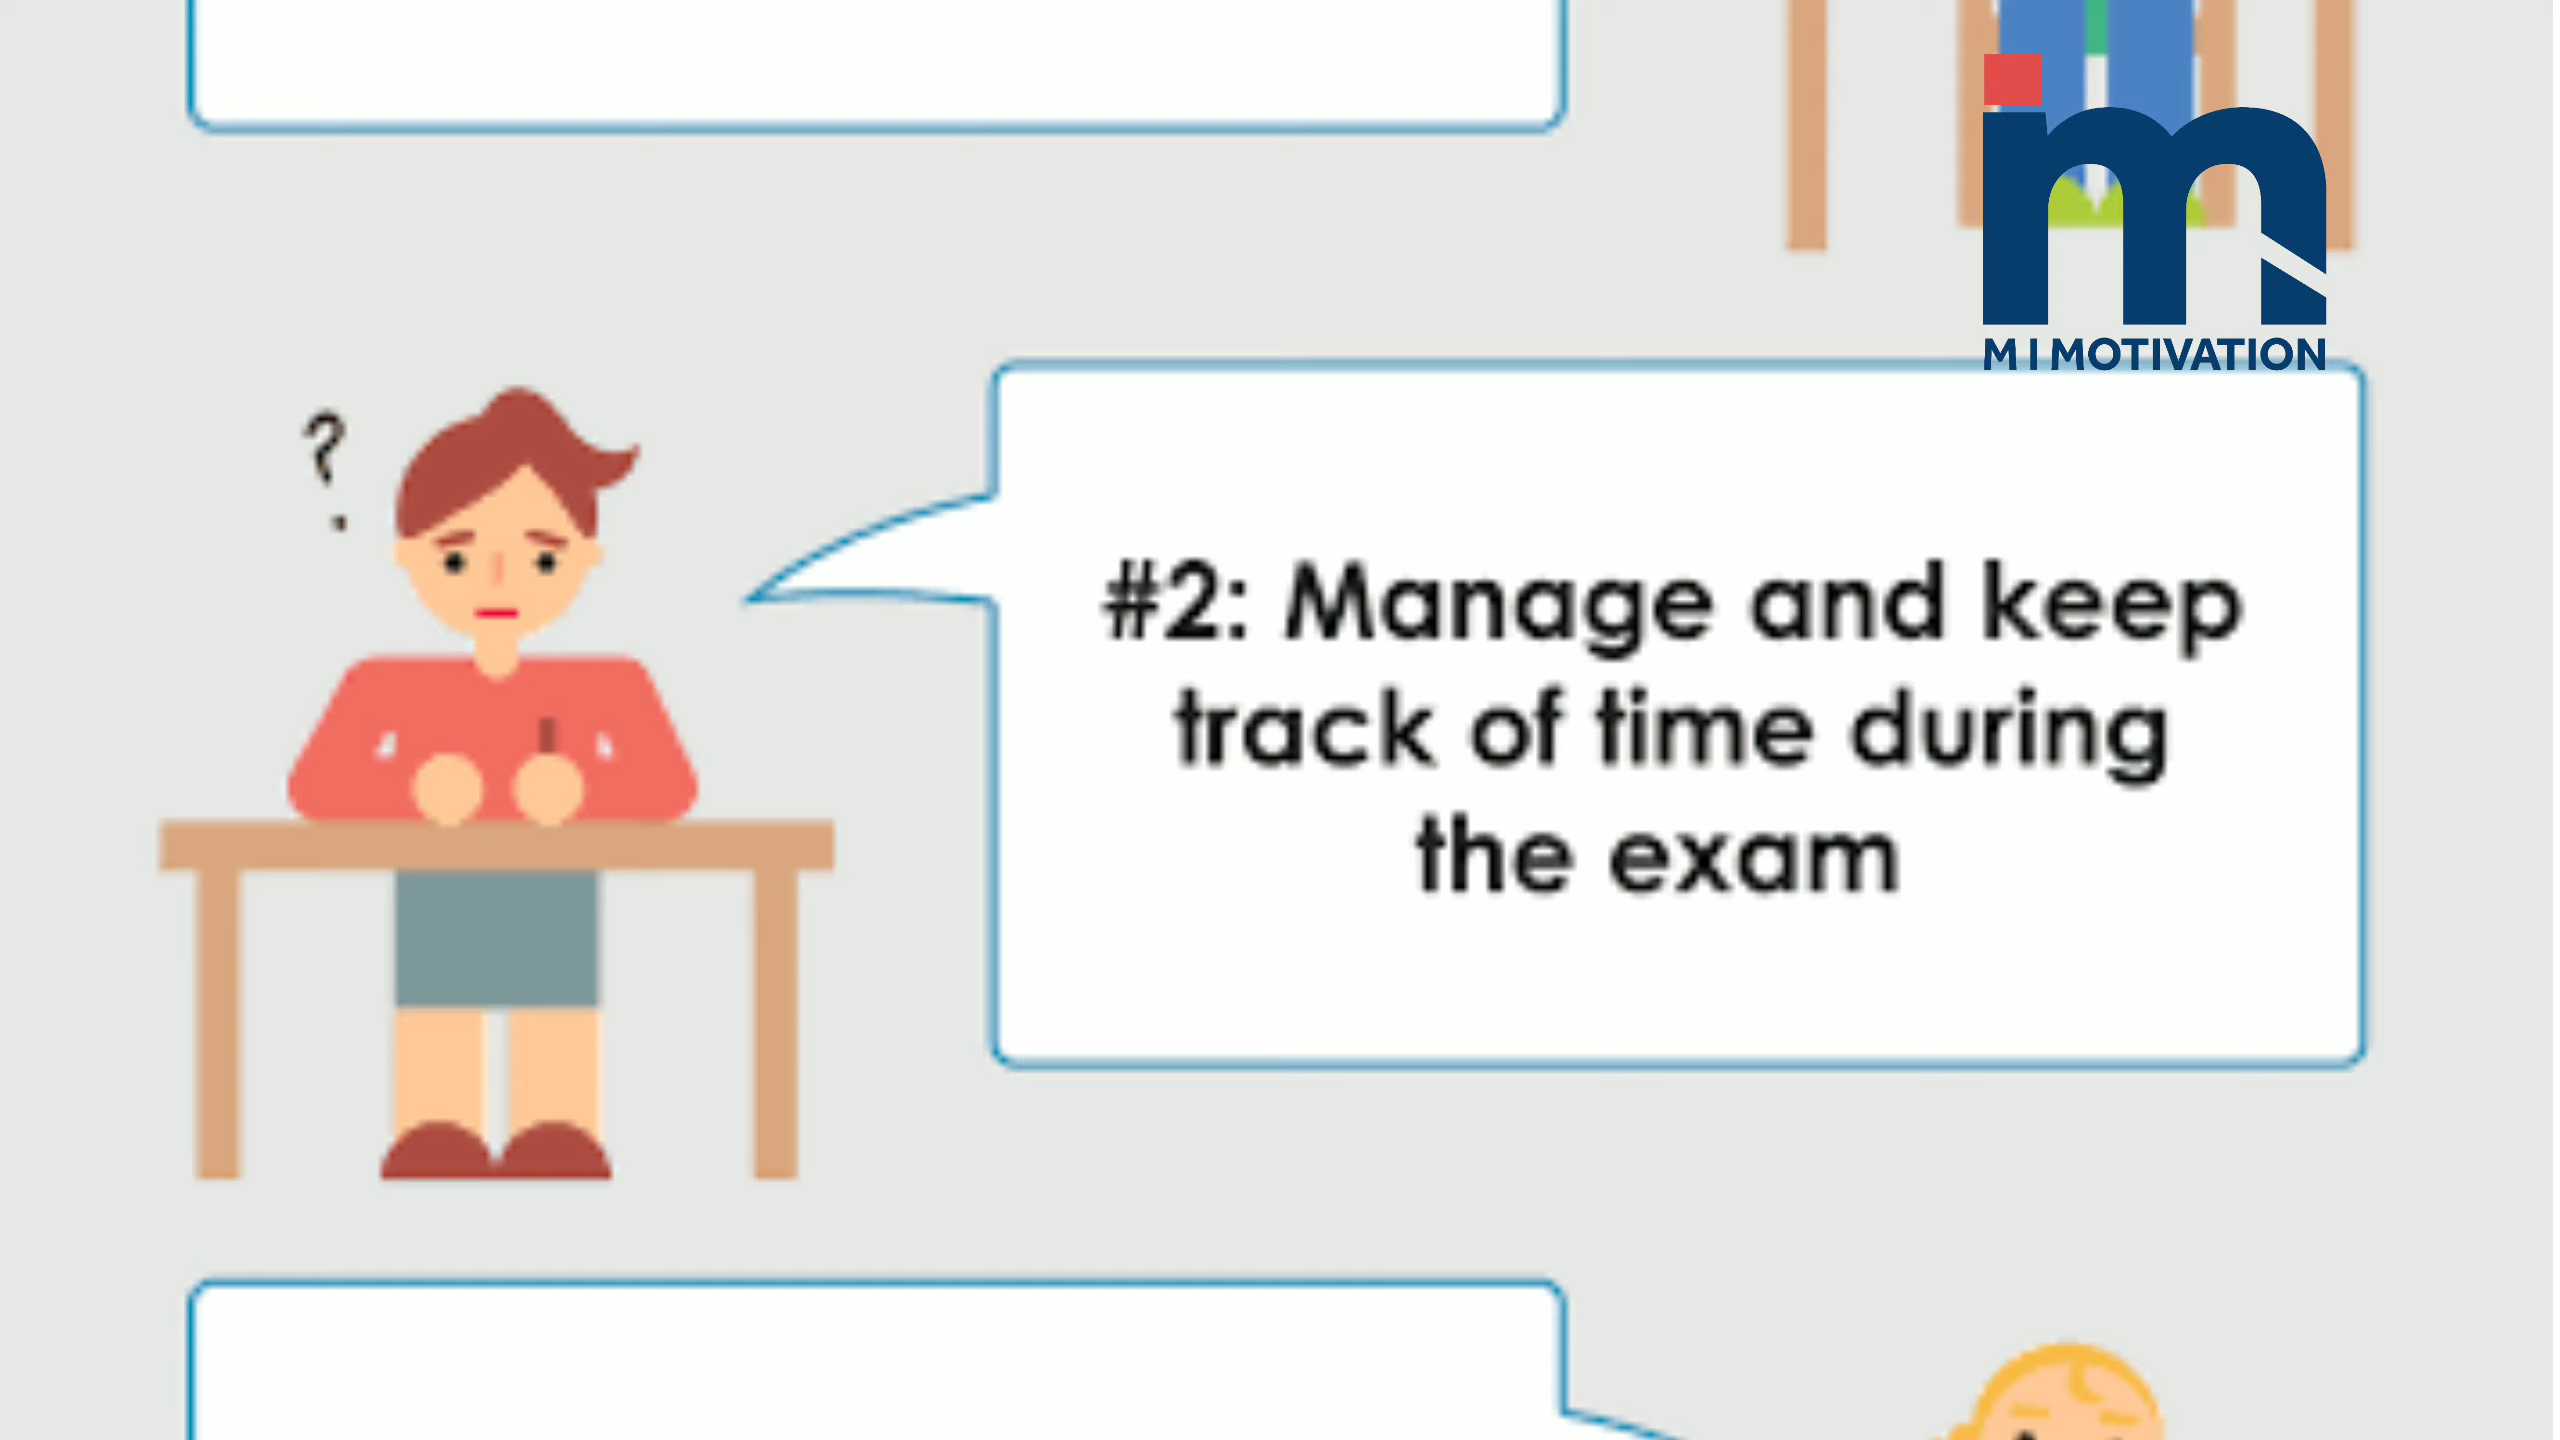 M I MOTIVATION
?
#2: Manage and keep
track of time during
the exam